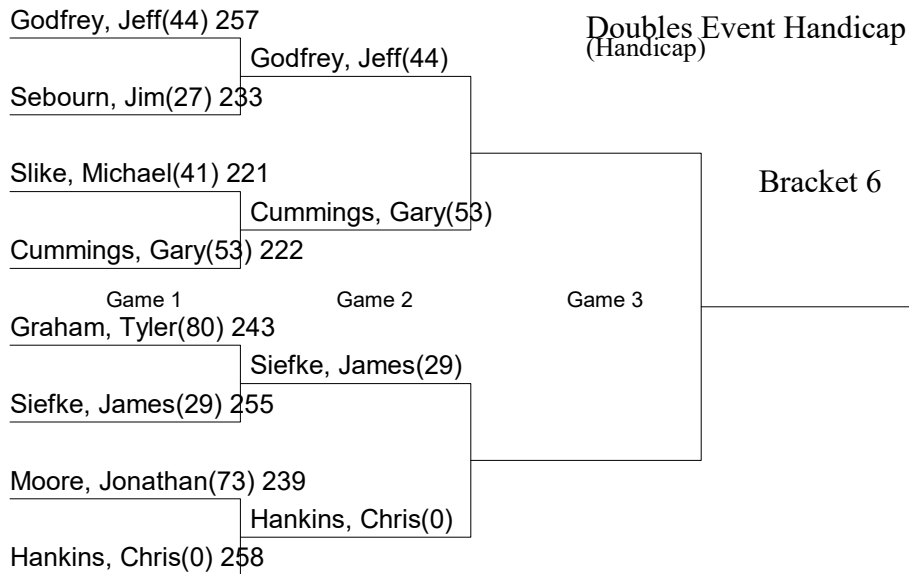 Godfrey, Jeff(44) 257
Doubles Event Handicap
(Handicap)
Godfrey, Jeff(44)
Sebourn, Jim(27) 233
Slike, Michael(41) 221
Bracket 6
Cummings, Gary(53)
Cummings, Gary(53) 222
Game 1
Game 2
Game 3
Graham, Tyler(80) 243
Siefke, James(29)
Siefke, James(29) 255
Moore, Jonathan(73) 239
Hankins, Chris(0)
Hankins, Chris(0) 258